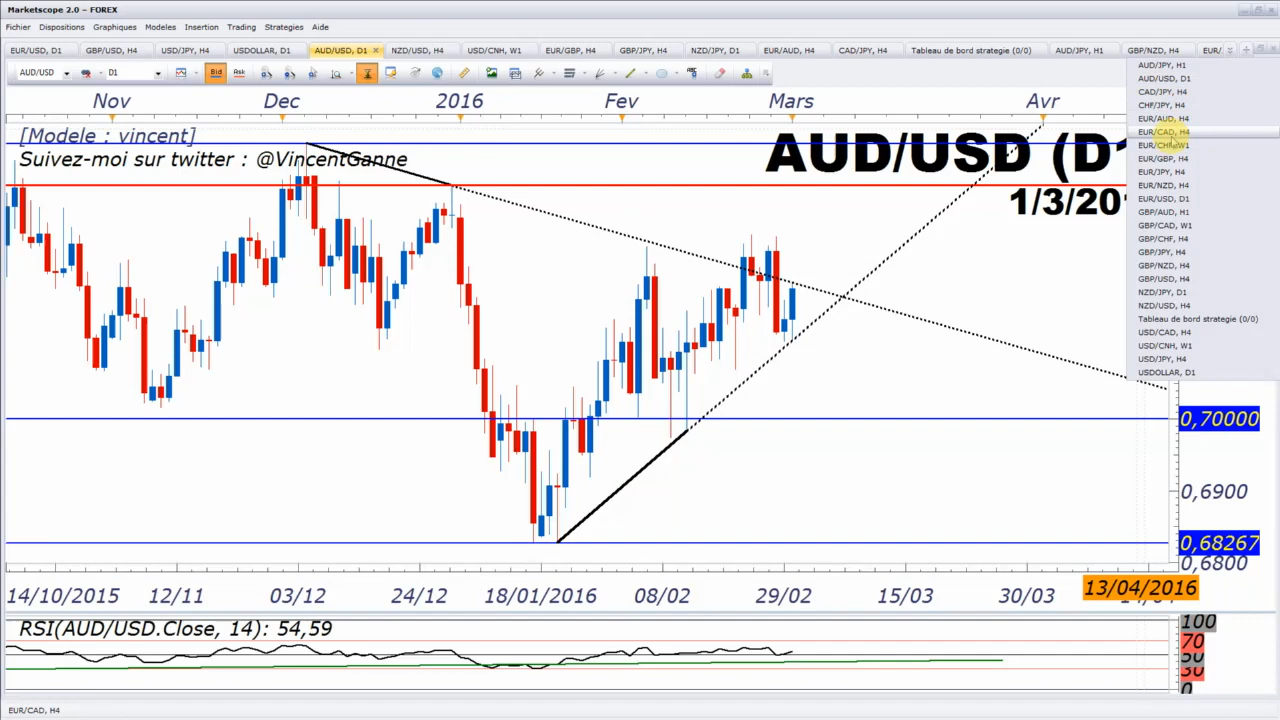 Marketscope 2.0 - FOREX
Fichier Dispositions Graphiques Modeles Insertion Trading Strategies Aide
EUR/USD, D1 GBP/USD, H4 USD/JPY, H4 USDOLLAR, D1 AUD/USD, D1 NZD/USD, H4 USD/CNH, W1 EUR/GBP, H4 GBP/JPY, H4 NZD/JPY, D1 EUR/AUD, H4 CAD/JPY, H4 Tableau de bord strategie (0/0) AUD/JPY, H1 GBP/NZD, H4 EUR/
AUD/USD D1 Bid Ask ABC
Nov Dec 2016 Fev Mars Avr
[Modele : vincent]
Suivez-moi sur twitter : @VincentGanne
AUD/USD (D1
1/3/20
AUD/JPY, H1
AUD/USD, D1
CAD/JPY, H4
CHF/JPY, H4
EUR/AUD, H4
EUR/CAD, H4
EUR/CHF, W1
EUR/GBP, H4
EUR/JPY, H4
EUR/NZD, H4
EUR/USD, D1
GBP/AUD, H1
GBP/CAD, W1
GBP/CHF, H4
GBP/JPY, H4
GBP/NZD, H4
GBP/USD, H4
NZD/JPY, D1
NZD/USD, H4
Tableau de bord strategie (0/0)
USD/CAD, H4
USD/CNH, W1
USD/JPY, H4
USDOLLAR, D1
0,70000
0,6900
0,68267
0,6800
14/10/2015 12/11 03/12 24/12 18/01/2016 08/02 29/02 15/03 30/03 13/04/2016
RSI(AUD/USD.Close, 14): 54,59
100
70
50
30
0
EUR/CAD, H4